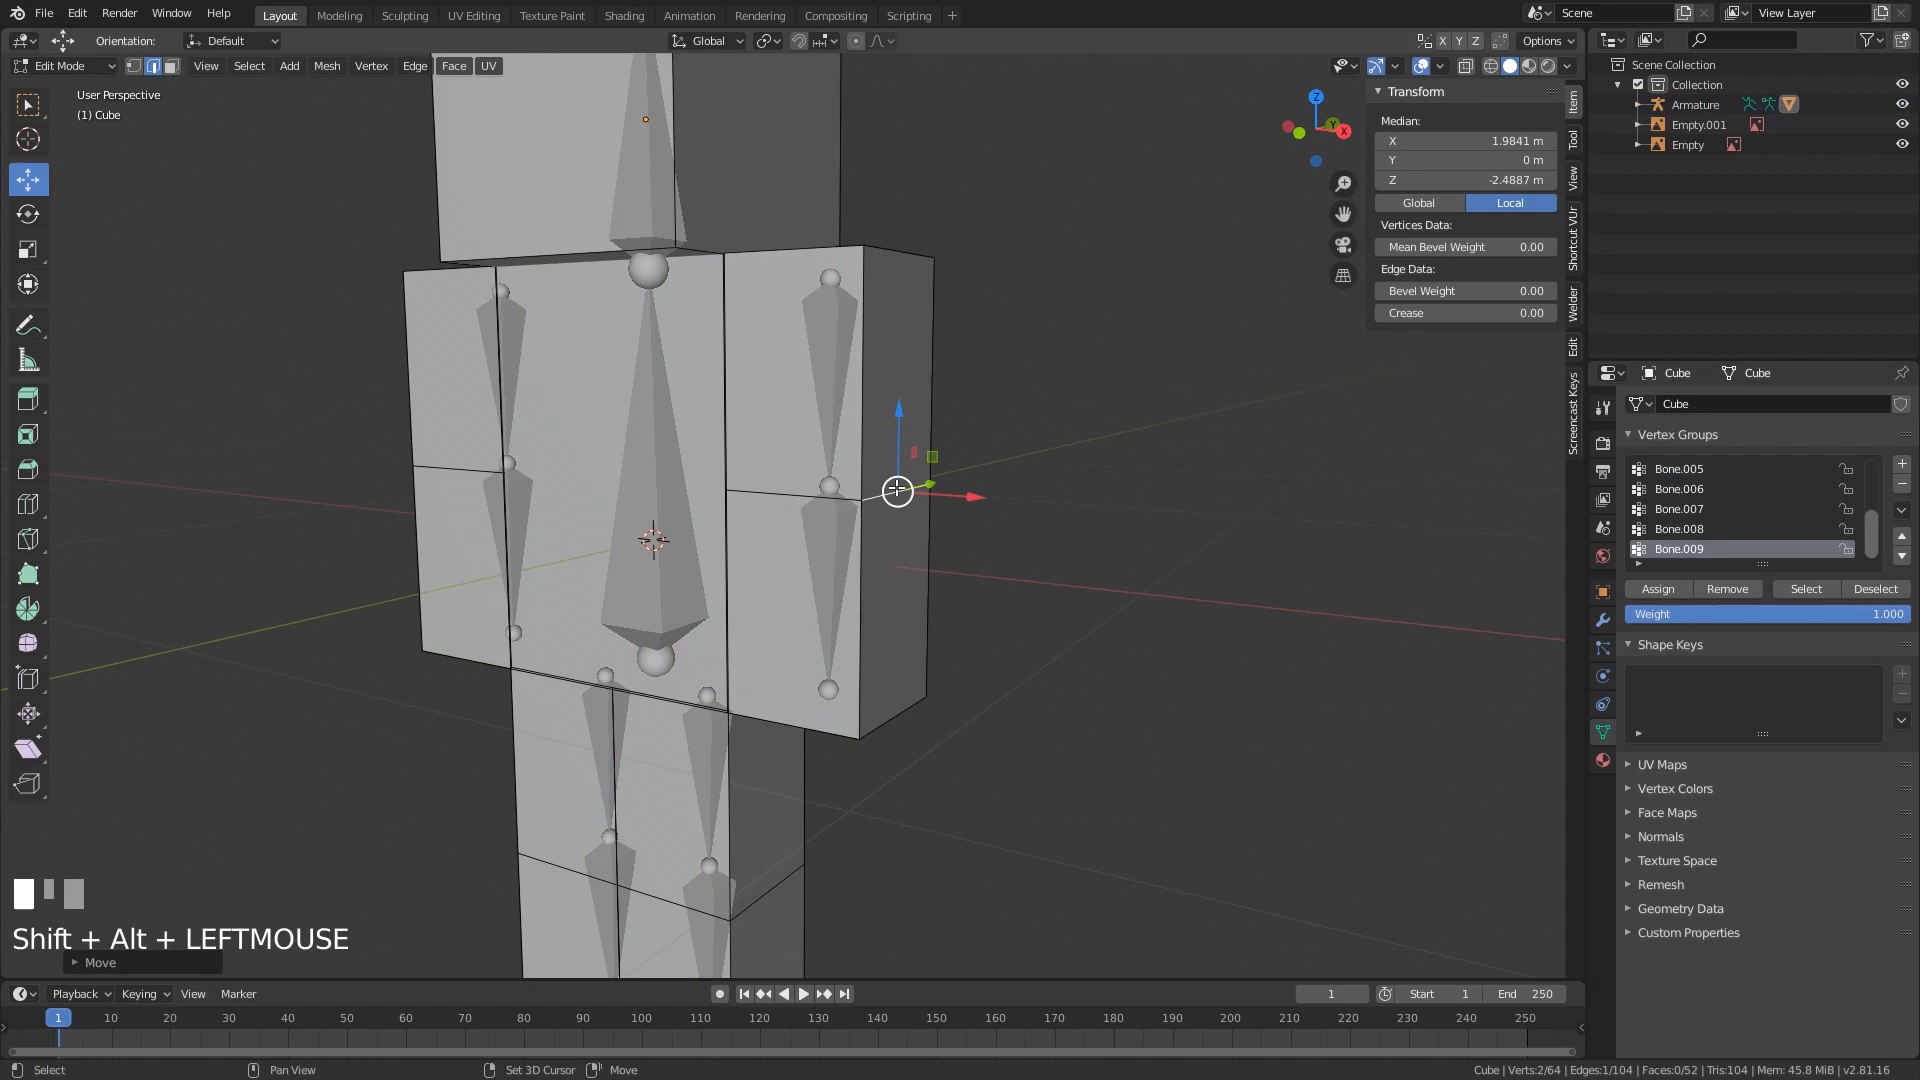 File Edit Render Window Help Layout Modeling Sculpting UV Editing Texture Paint Shading Animation Rendering Compositing Scripting + Scene View Layer
Orientation: Default Global X Y Z Options
Edit Mode View Select Add Mesh Vertex Edge Face UV
User Perspective
(1) Cube
Z
Y
X
Transform
Median:
X 1.9841 m
Y 0 m
Z -2.4887 m
Global Local
Vertices Data:
Mean Bevel Weight 0.00
Edge Data:
Bevel Weight 0.00
Crease 0.00
Item
Tool
View
Shortcut VUr
Welder
Edit
Screencast Keys
Scene Collection
Collection
Armature
Empty.001
Empty
Cube Cube
Cube
Vertex Groups
Bone.005
Bone.006
Bone.007
Bone.008
Bone.009
Assign Remove Select Deselect
Weight 1.000
Shape Keys
UV Maps
Vertex Colors
Face Maps
Normals
Texture Space
Remesh
Geometry Data
Custom Properties
Shift + Alt + LEFTMOUSE
Move
Playback Keying View Marker 1 Start 1 End 250
1 10 20 30 40 50 60 70 80 90 100 110 120 130 140 150 160 170 180 190 200 210 220 230 240 250
Select Pan View Set 3D Cursor Move Cube | Verts:2/64 | Edges:1/104 | Faces:0/52 | Tris:104 | Mem: 45.8 MiB | v2.81.16